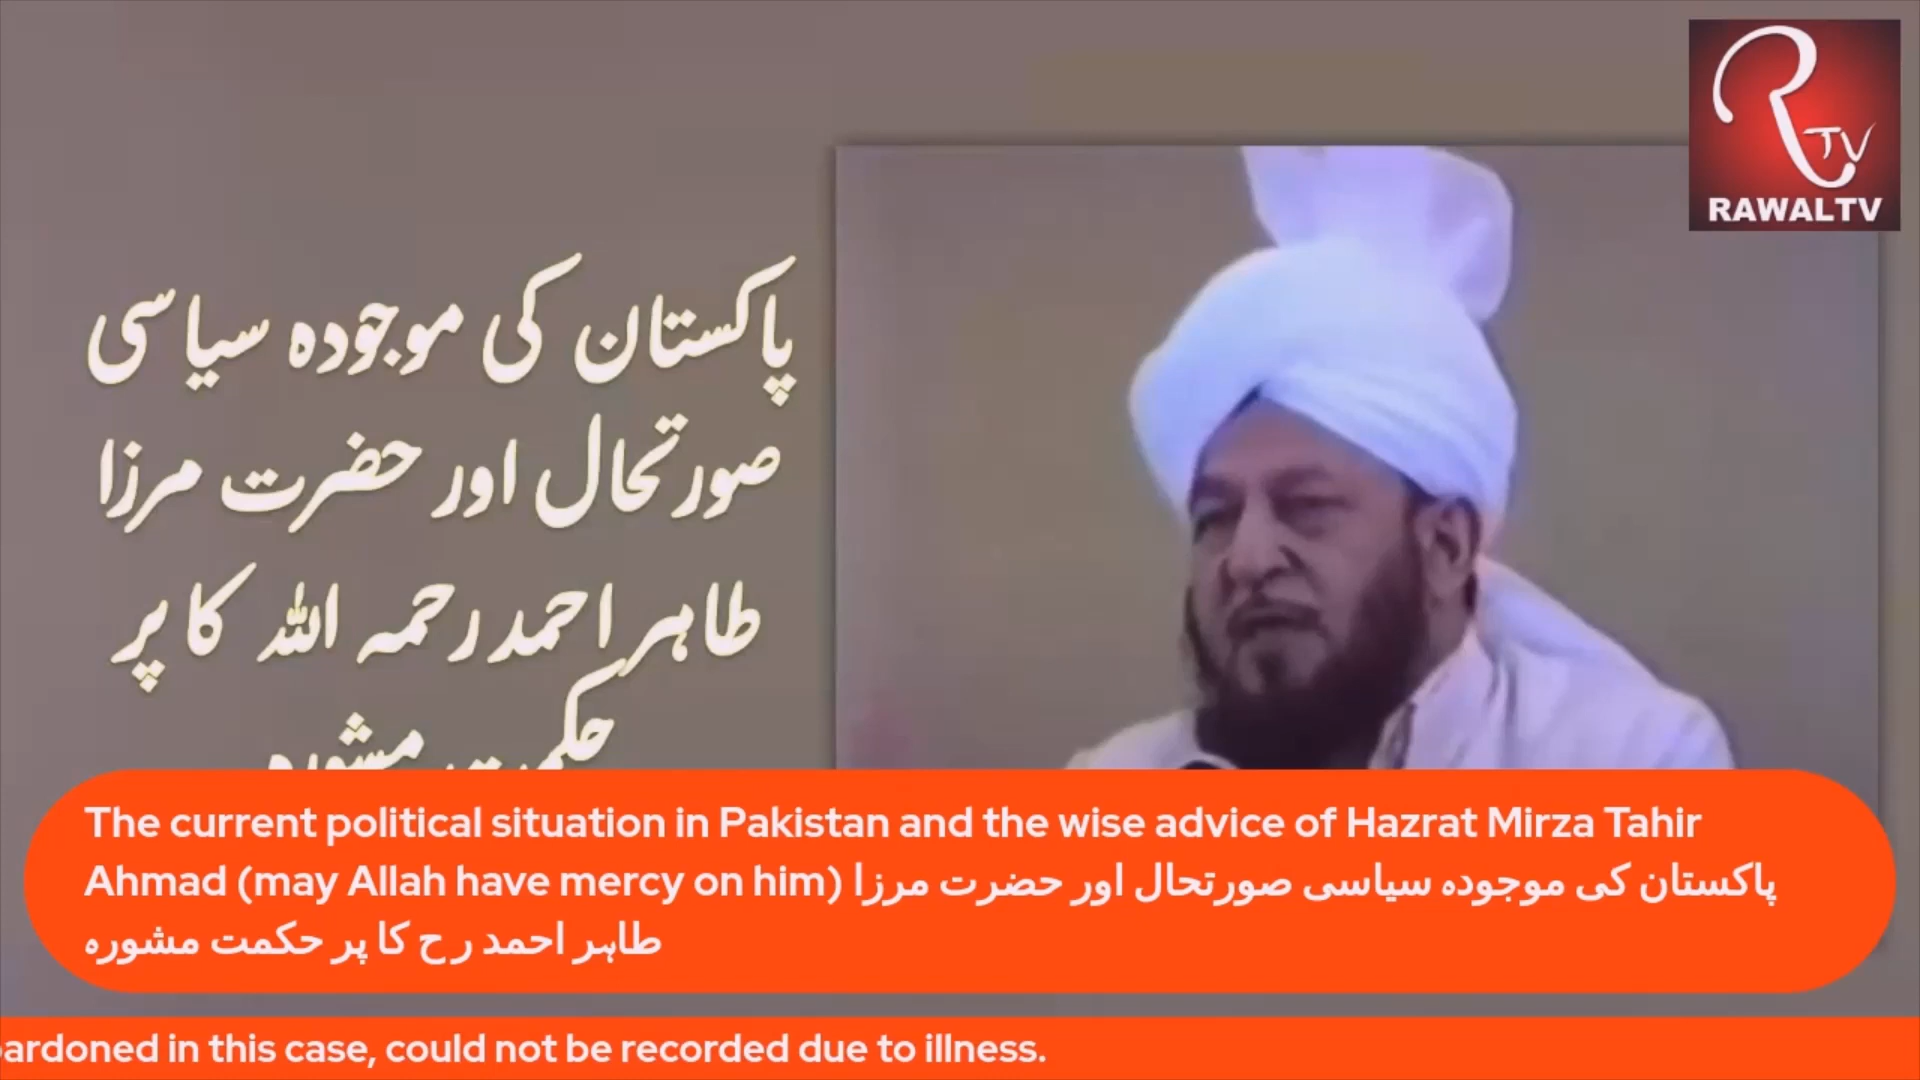 RTV
RAWALTV
پاکستان کی موجودہ سیاسی
صورتحال اور حضرت مرزا
طاہر احمد رحمہ اللہ کا پر
حکمت مشورہ
The current political situation in Pakistan and the wise advice of Hazrat Mirza Tahir
Ahmad (may Allah have mercy on him) پاکستان کی موجودہ سیاسی صورتحال اور حضرت مرزا
طاہر احمد رح کا پر حکمت مشورہ
in this case, could not be recorded due to illness.